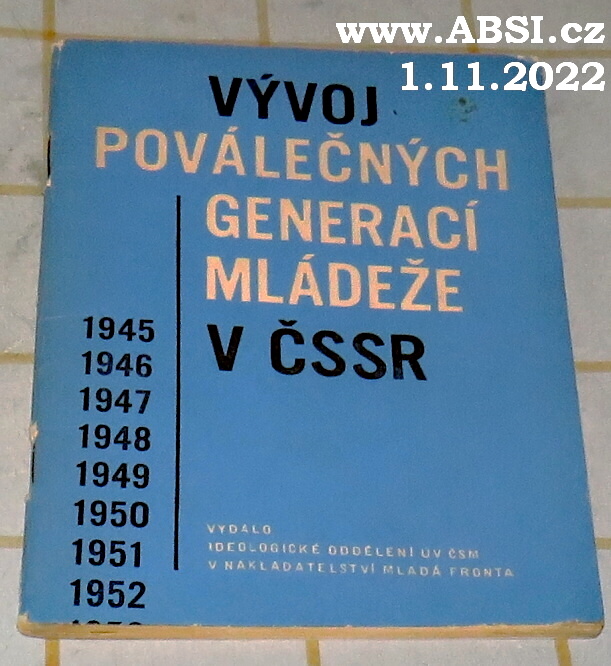 www.ABSI.cz
1.11.2022
VÝVOJ
POVÁLEČNÝCH
GENERACÍ
MLÁDEŽE
V ČSSR
1945
1946
1947
1948
1949
1950
1951
1952
VYDALO
IDEOLOGICKÉ ODDĚLENÍ ÚV ČSM
V NAKLADATELSTVÍ MLADÁ FRONTA